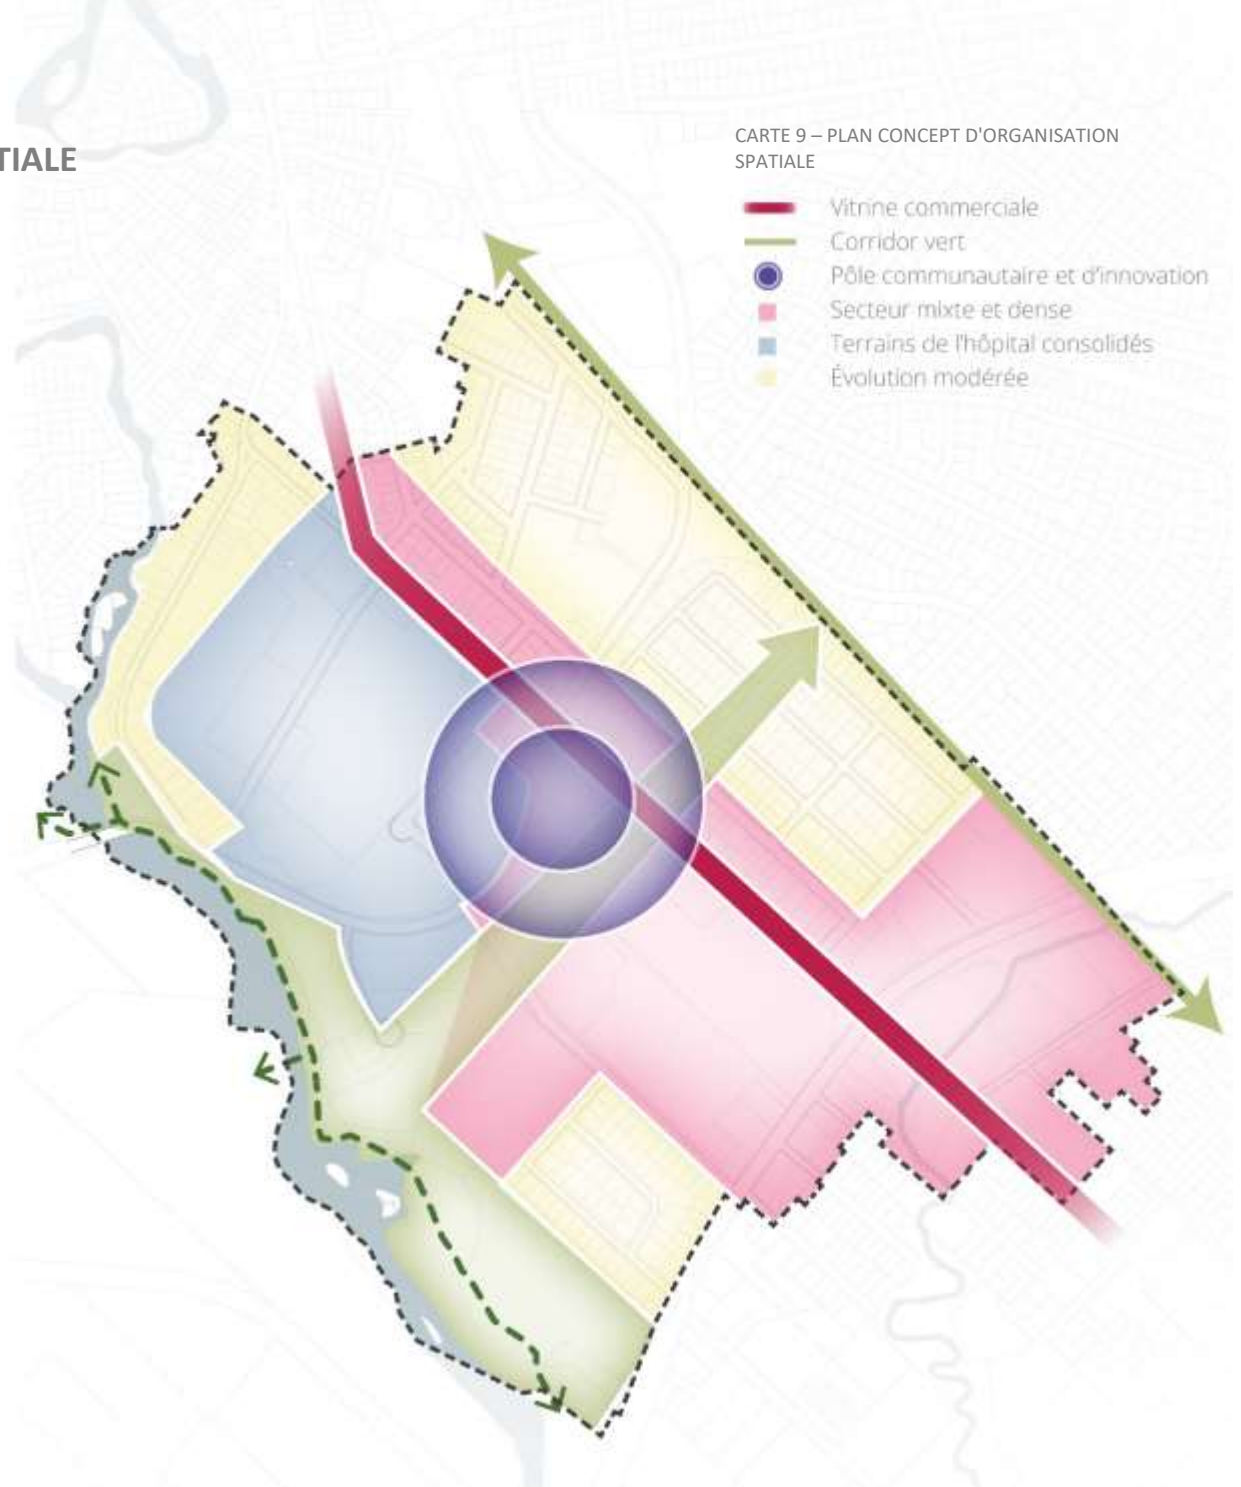 TIALE
CARTE 9 – PLAN CONCEPT D'ORGANISATION
SPATIALE
Vitrine commerciale
Corridor vert
Pôle communautaire et d'innovation
Secteur mixte et dense
Terrains de l'hôpital consolidés
Évolution modérée